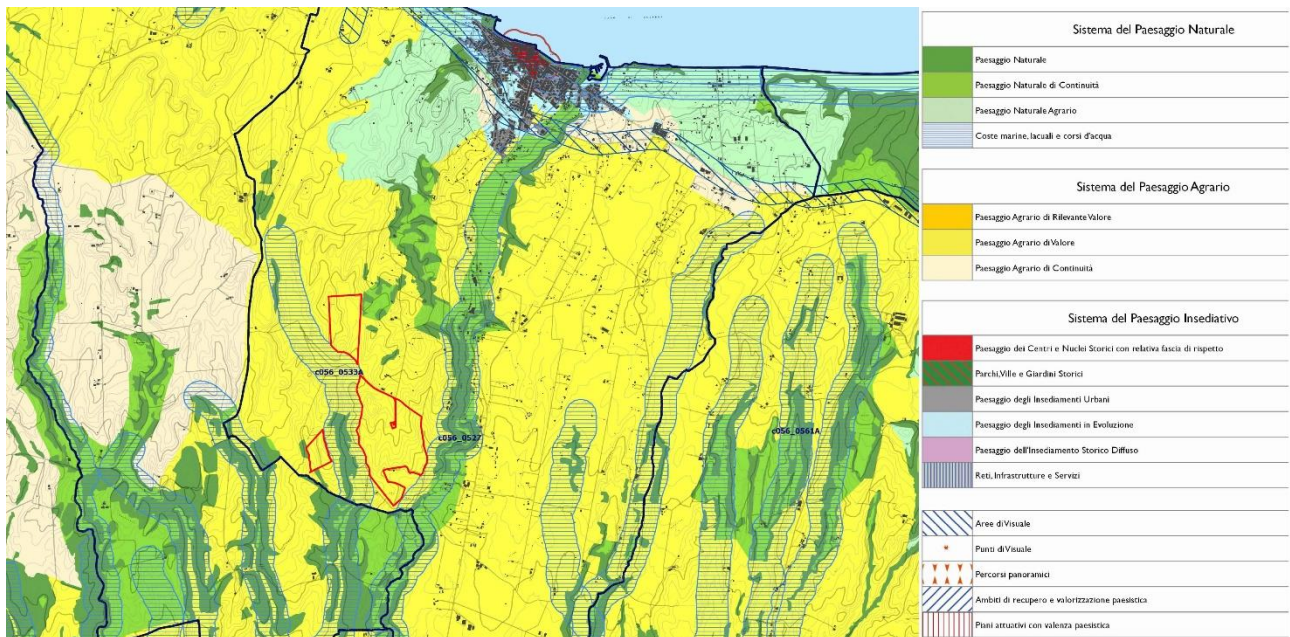 c056_0533A
c056_0527
c056_0561A
Sistema del Paesaggio Naturale
Paesaggio Naturale
Paesaggio Naturale di Continuità
Paesaggio Naturale Agrario
Coste marine, lacuali e corsi d'acqua
Sistema del Paesaggio Agrario
Paesaggio Agrario di Rilevante Valore
Paesaggio Agrario di Valore
Paesaggio Agrario di Continuità
Sistema del Paesaggio Insediativo
Paesaggio dei Centri e Nuclei Storici con relativa fascia di rispetto
Parchi, Ville e Giardini Storici
Paesaggio degli Insediamenti Urbani
Paesaggio degli Insediamenti in Evoluzione
Paesaggio dell'Insediamento Storico Diffuso
Reti, Infrastrutture e Servizi
Aree di Visuale
Punti di Visuale
Percorsi panoramici
Ambiti di recupero e valorizzazione paesistica
Piani attuativi con valenza paesistica